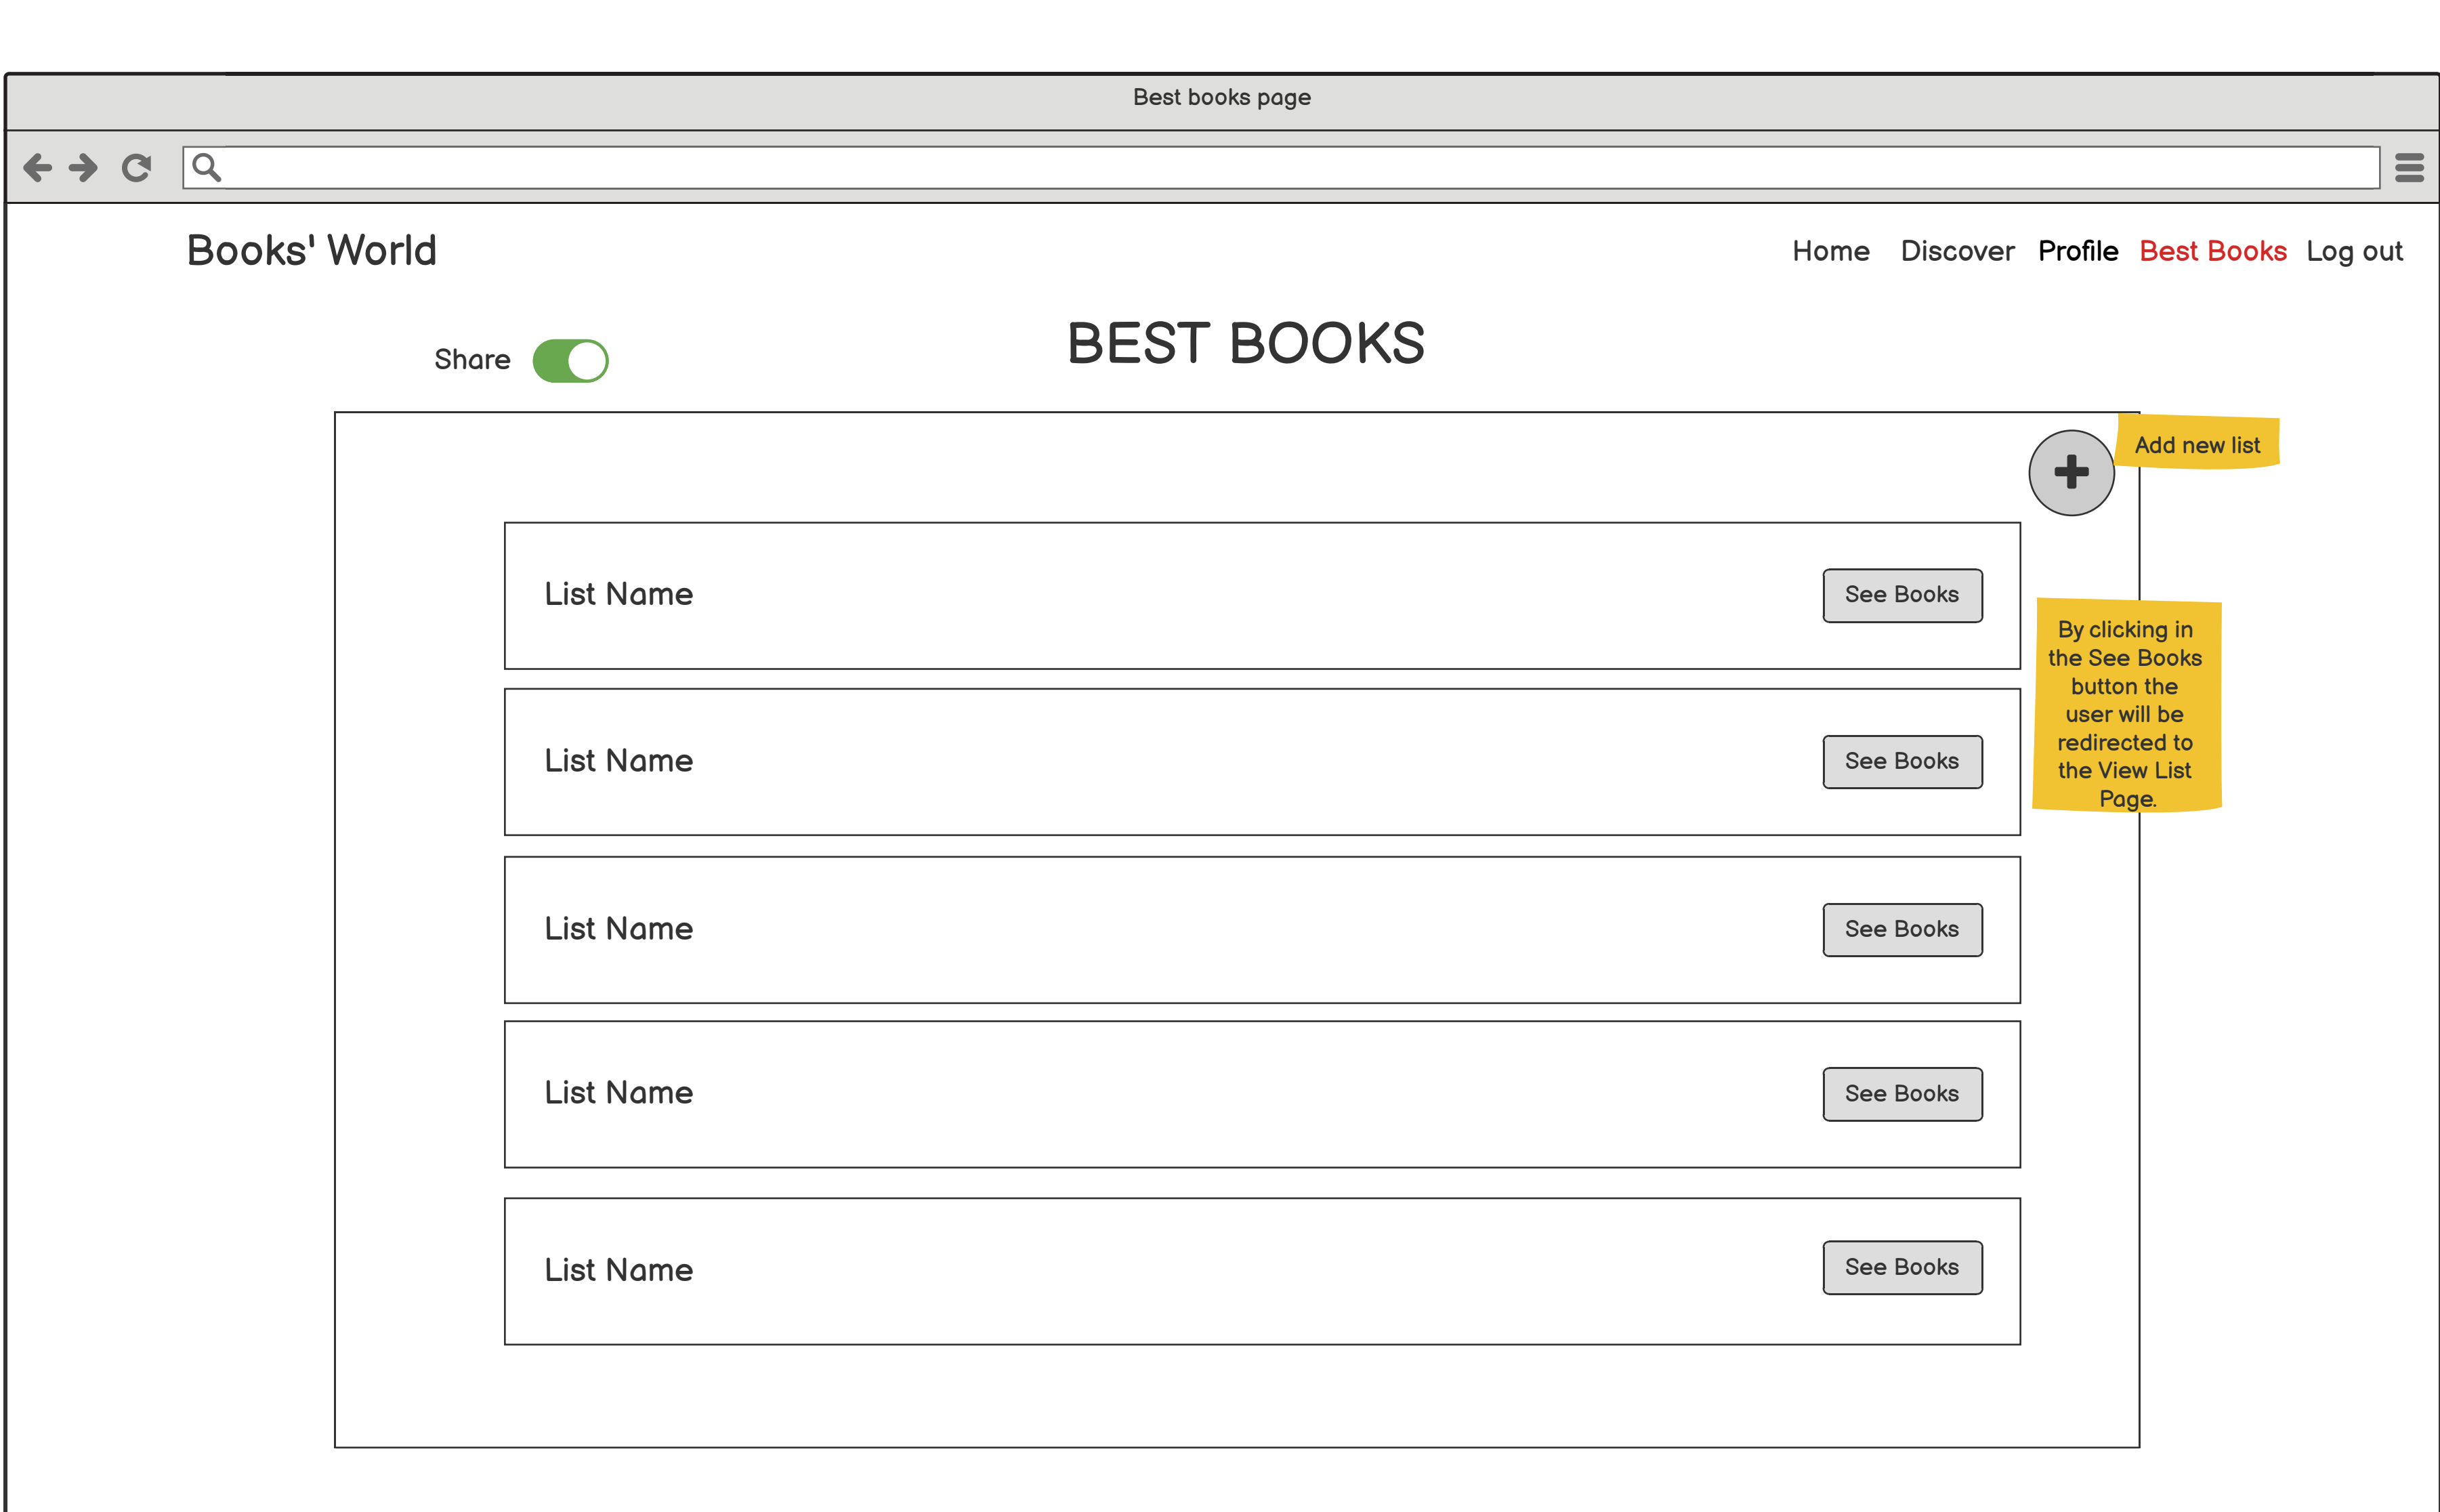 Best books page
Books' World
Home Discover Profile Best Books Log out
BEST BOOKS
Share
Add new list
List Name
See Books
By clicking in
the See Books
button the
user will be
redirected to
the View List
Page.
List Name
See Books
List Name
See Books
List Name
See Books
List Name
See Books